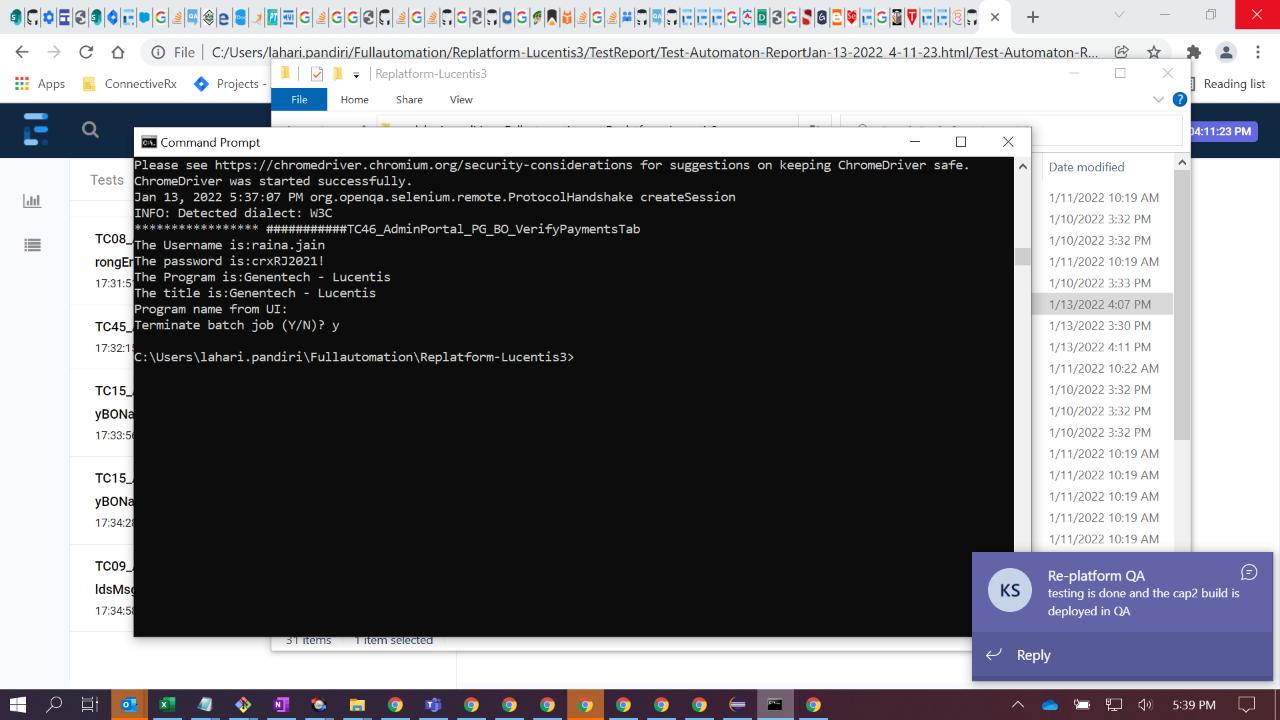 File
C:/Users/lahari.pandiri/Fullautomation/Replatform-Lucentis3/TestReport/Test-Automaton-ReportJan-13-2022_4-11-23.html/Test-Automaton-R...
Apps
ConnectiveRx
Projects -
Reading list
Replatform-Lucentis3
File
Home
Share
View
04:11:23 PM
Command Prompt
Please see https://chromedriver.chromium.org/security-considerations for suggestions on keeping ChromeDriver safe.
ChromeDriver was started successfully.
Jan 13, 2022 5:37:07 PM org.openqa.selenium.remote.ProtocolHandshake createSession
INFO: Detected dialect: W3C
**************** ###########TC46_AdminPortal_PG_BO_VerifyPaymentsTab
The Username is:raina.jain
The password is:crxRJ2021!
The Program is:Genentech - Lucentis
The title is:Genentech - Lucentis
Program name from UI:
Terminate batch job (Y/N)? y
C:\Users\lahari.pandiri\Fullautomation\Replatform-Lucentis3>
Tests
TC08_
rongEr
17:31:5
TC45_
17:32:15
TC15_
yBONa
17:33:56
TC15_
yBONa
17:34:28
TC09_
ldsMsg
17:34:58
Date modified
1/11/2022 10:19 AM
1/10/2022 3:32 PM
1/10/2022 3:32 PM
1/11/2022 10:19 AM
1/10/2022 3:33 PM
1/13/2022 4:07 PM
1/13/2022 3:30 PM
1/13/2022 4:11 PM
1/11/2022 10:22 AM
1/10/2022 3:32 PM
1/10/2022 3:32 PM
1/10/2022 3:32 PM
1/11/2022 10:19 AM
1/11/2022 10:19 AM
1/11/2022 10:19 AM
1/11/2022 10:19 AM
1/11/2022 10:19 AM
31 items
1 item selected
KS
Re-platform QA
testing is done and the cap2 build is
deployed in QA
Reply
5:39 PM